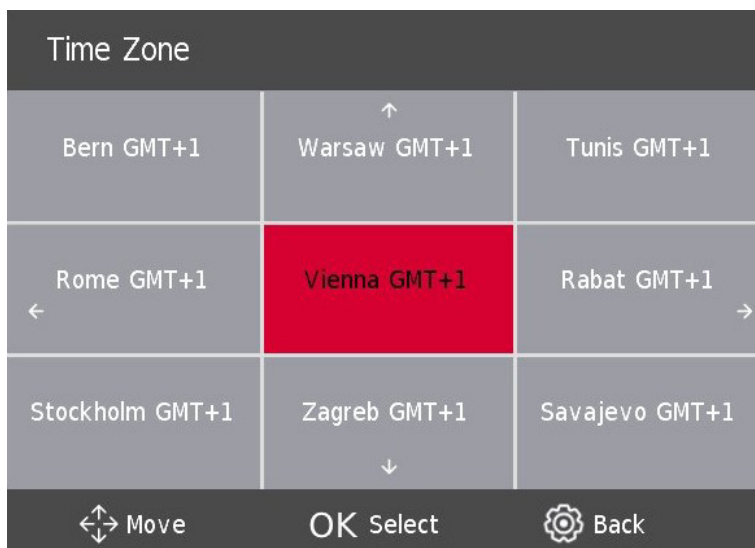 Time Zone
Bern GMT+1
Warsaw GMT+1
Tunis GMT+1
Rome GMT+1
Vienna GMT+1
Rabat GMT+1
Stockholm GMT+1
Zagreb GMT+1
Savajevo GMT+1
Move
OK Select
Back